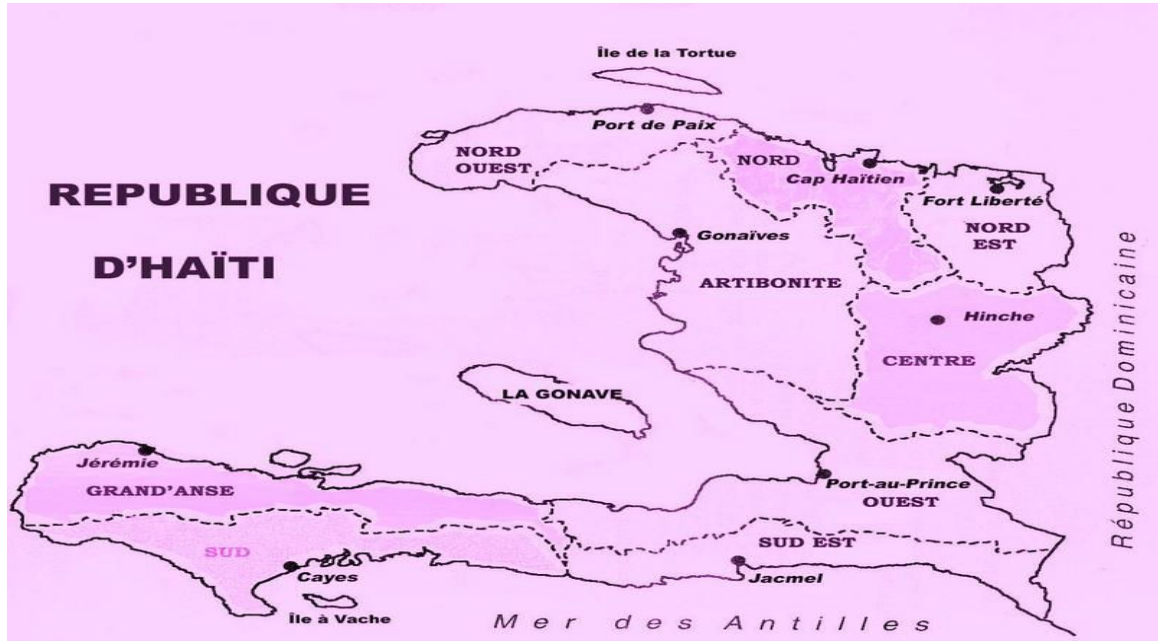 Île de la Tortue
Port de Paix
NORD
OUEST
NORD
Cap Haïtien
REPUBLIQUE
D'HAÏTI
Fort Liberté
NORD
EST
Gonaïves
ARTIBONITE
Hinche
CENTRE
République Dominicaine
LA GONAVE
Jérémie
GRAND'ANSE
Port-au-Prince
OUEST
SUD
SUD EST
Cayes
Jacmel
Île à Vache
Mer des Antilles